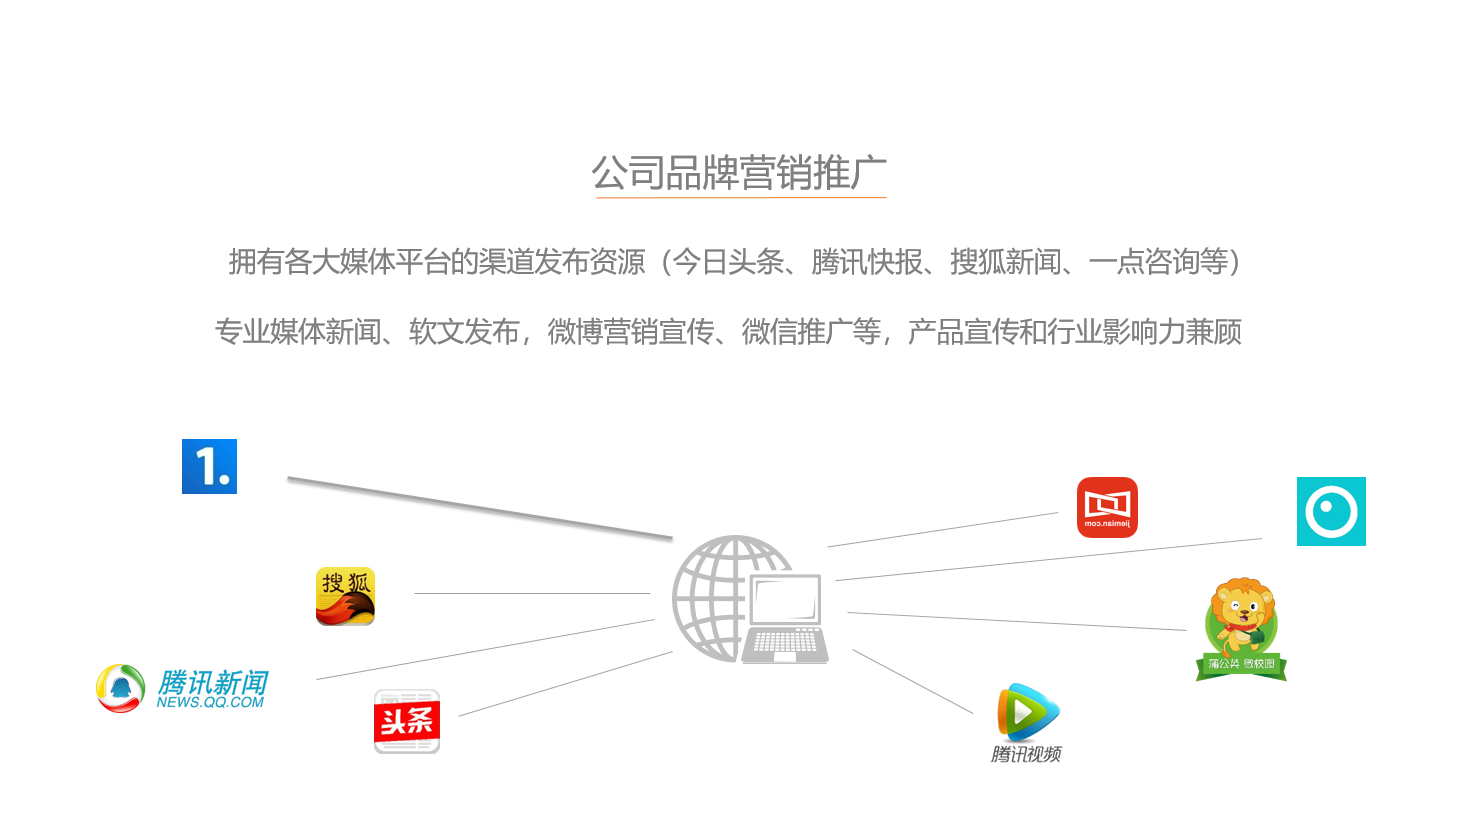 公司品牌营销推广
拥有各大媒体平台的渠道发布资源（今日头条、腾讯快报、搜狐新闻、一点咨询等）
专业媒体新闻、软文发布，微博营销宣传、微信推广等，产品宣传和行业影响力兼顾
1.
jiemian.com
搜狐
蒲公英 微校园
腾讯新闻
NEWS.QQ.COM
头条
腾讯视频